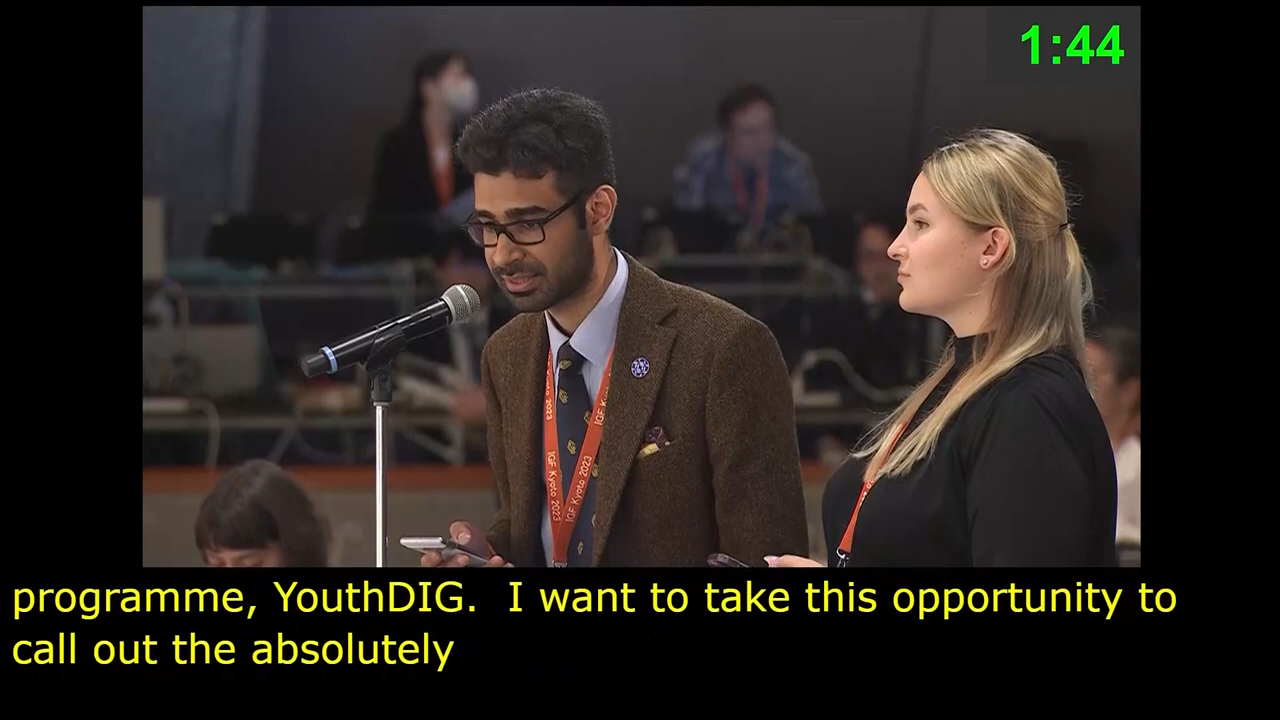 1:44
IGF Kyoto 2023
IGF Kyoto 2023
programme, YouthDIG.  I want to take this opportunity to
call out the absolutely